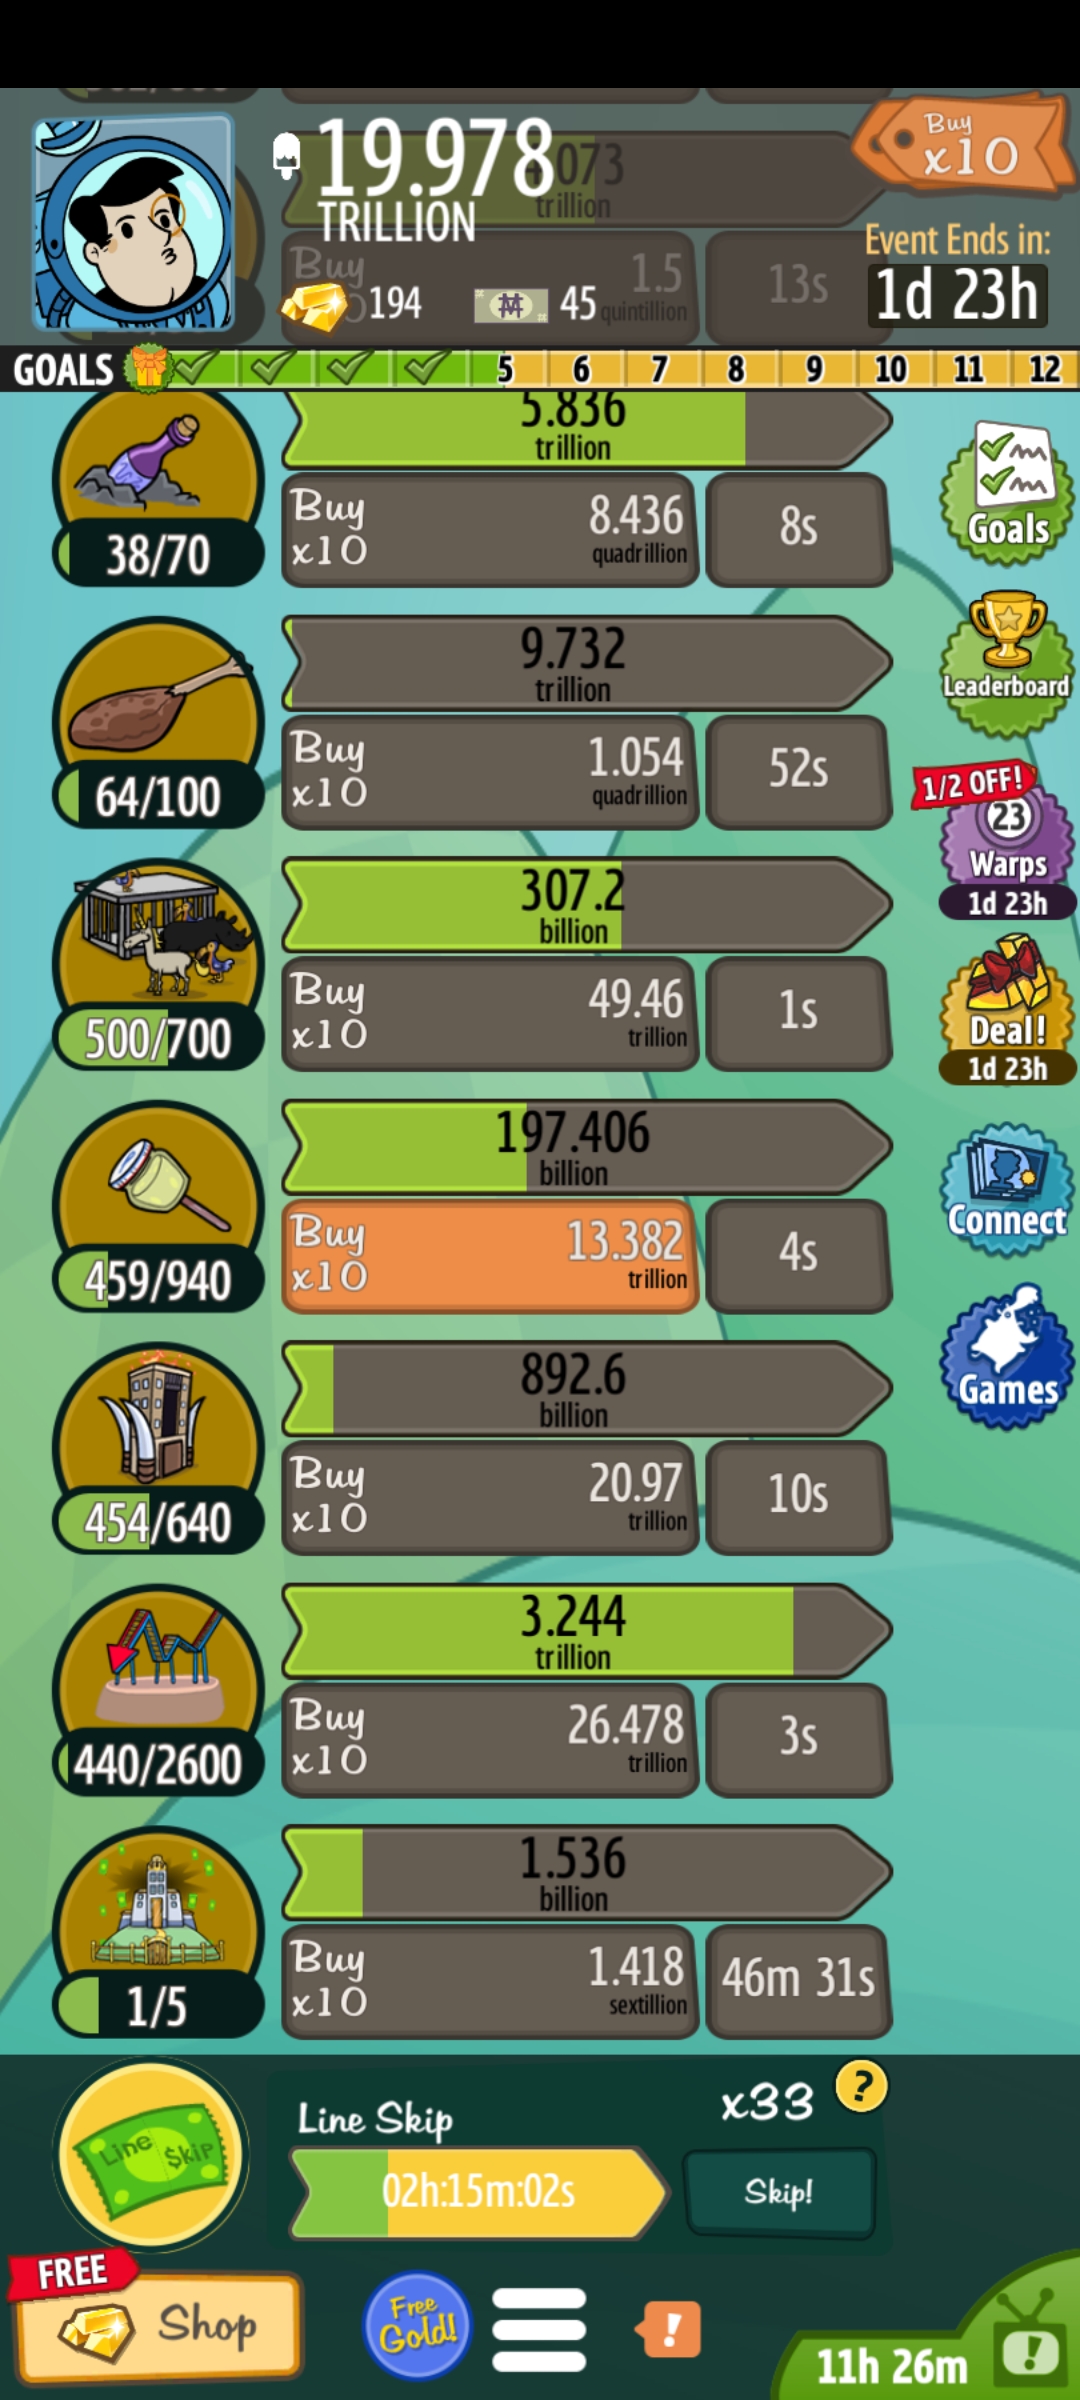 19.978
TRILLION
073
trillion
Buy
x10
Buy
1.5
quintillion
13s
194
45
Event Ends in:
1d 23h
GOALS
5 6 7 8 9 10 11 12
5.836
trillion
38/70
Buy
x10
8.436
quadrillion
8s
Goals
9.732
trillion
64/100
Buy
x10
1.054
quadrillion
52s
Leaderboard
307.2
billion
500/700
Buy
x10
49.46
trillion
1s
1/2 OFF!
23
Warps
1d 23h
Deal!
1d 23h
197.406
billion
459/940
Buy
x10
13.382
trillion
4s
Connect
892.6
billion
454/640
Buy
x10
20.97
trillion
10s
Games
3.244
trillion
440/2600
Buy
x10
26.478
trillion
3s
1.536
billion
1/5
Buy
x10
1.418
sextillion
46m 31s
Line Skip
Line Skip
x33
?
02h:15m:02s
Skip!
FREE
Shop
Free
Gold!
!
11h 26m
!